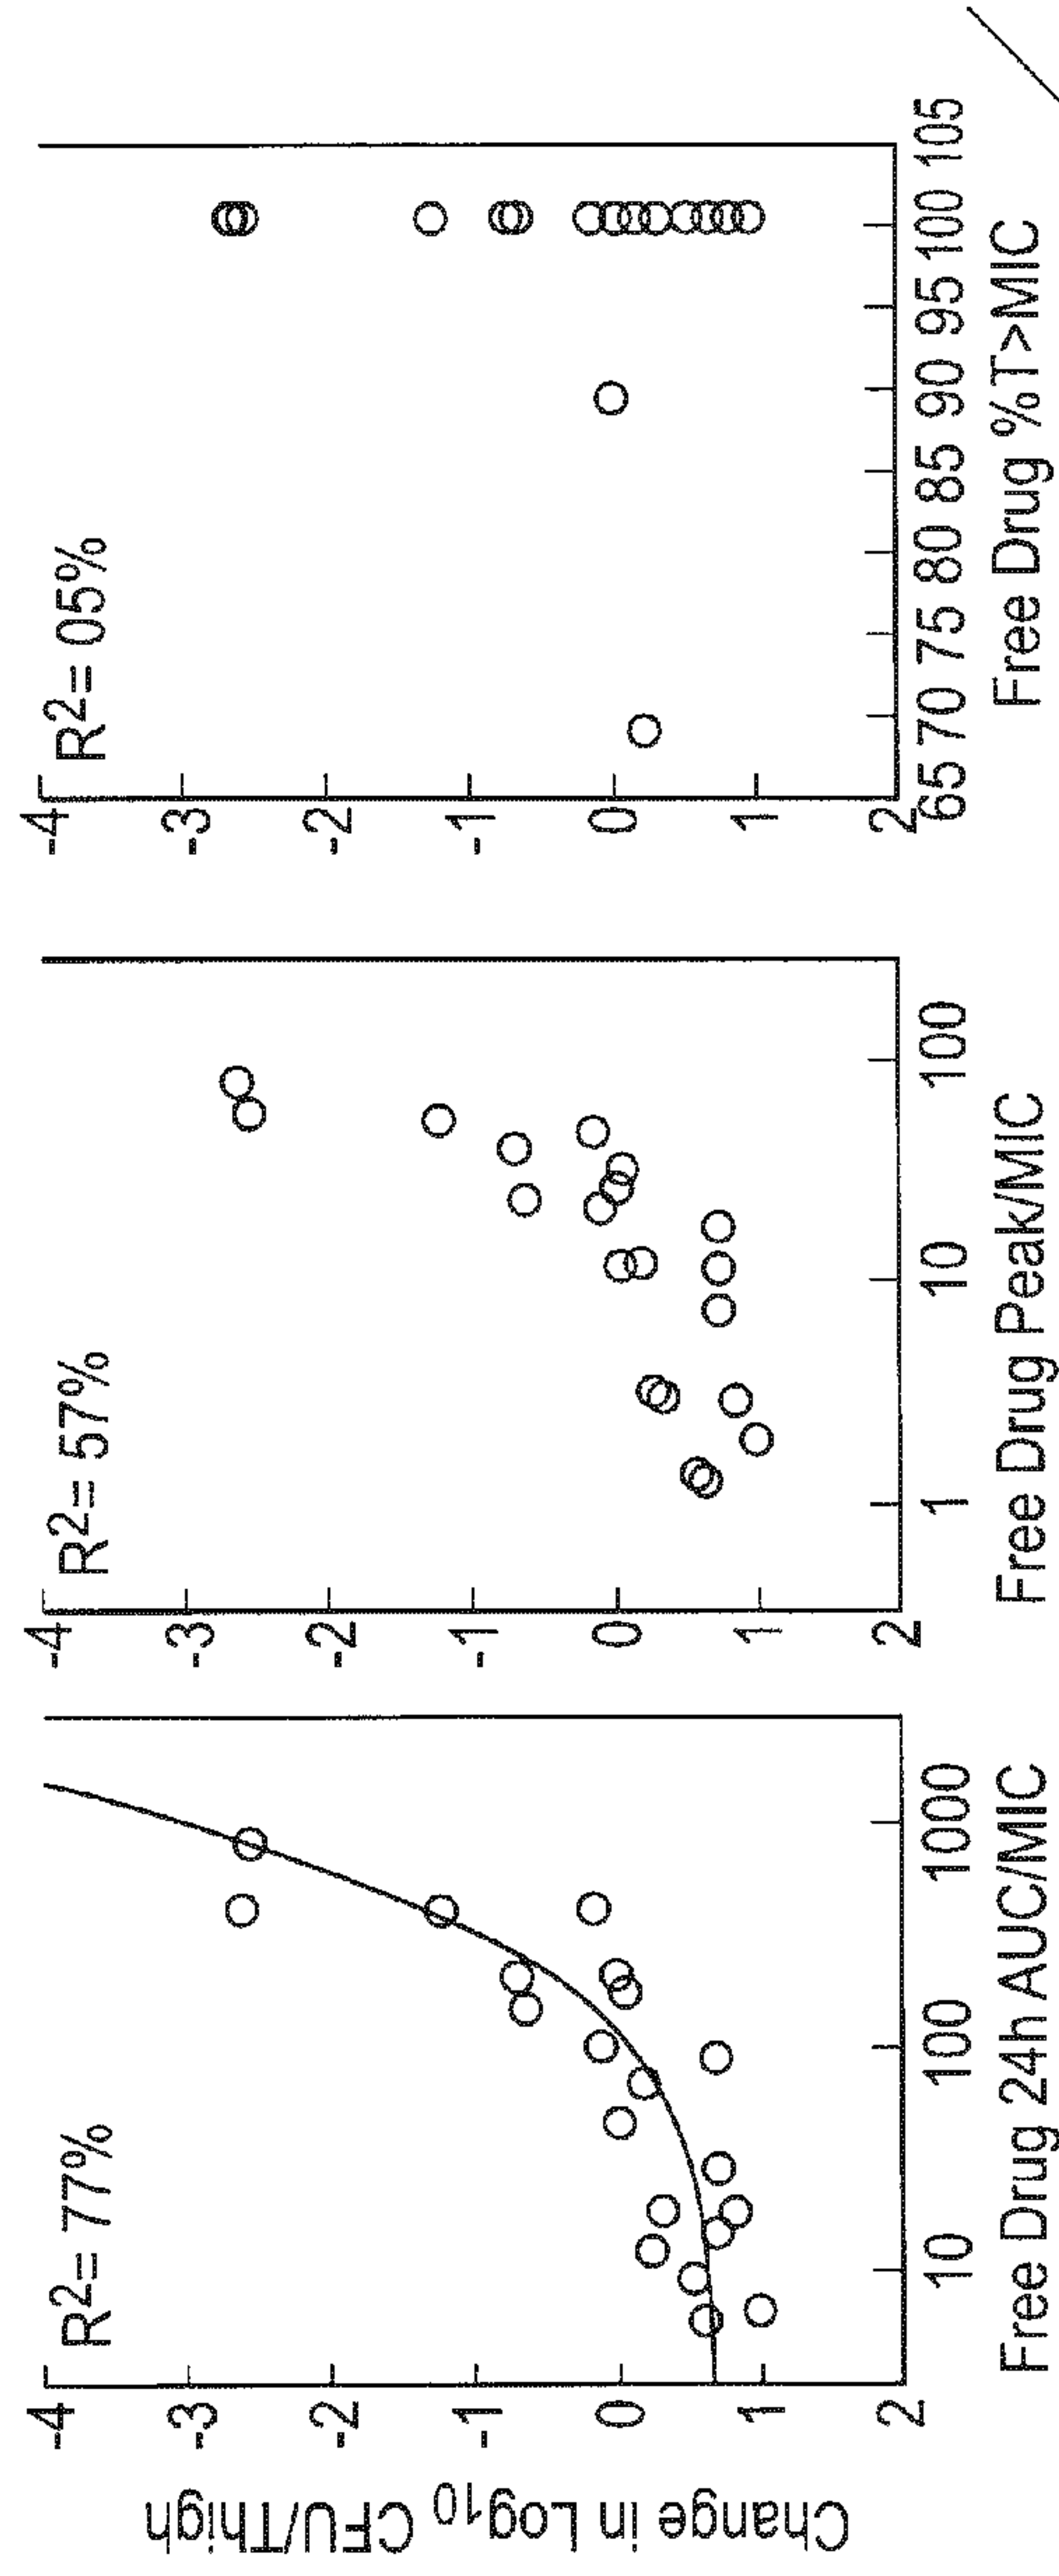 Change in Log10 CFU/Thigh
R2= 77%
-4
-3
-2
-1
0
1
2
10 100 1000
Free Drug 24h AUC/MIC
R2= 57%
-4
-3
-2
-1
0
1
2
1 10 100
Free Drug Peak/MIC
R2= 05%
-4
-3
-2
-1
0
1
2
65 70 75 80 85 90 95 100 105
Free Drug %T>MIC